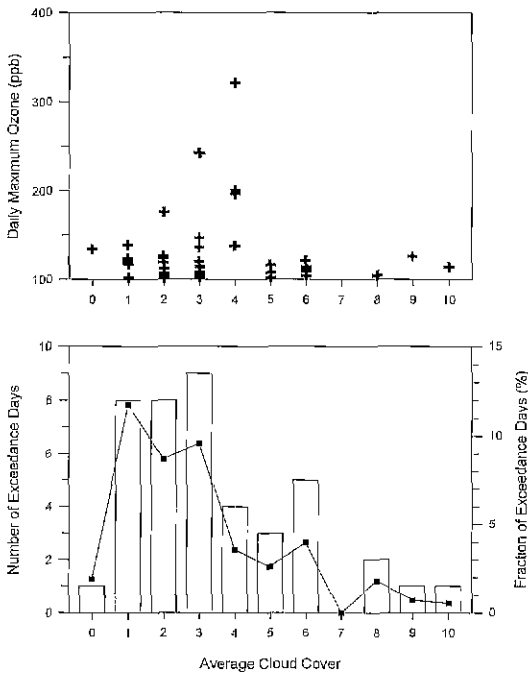 400
300
200
100
Daily Maximum Ozone (ppb)
0 1 2 3 4 5 6 7 8 9 10
10
8
6
4
2
0
Number of Exceedance Days
15
10
5
0
Fraction of Exceedance Days (%)
0 1 2 3 4 5 6 7 8 9 10
Average Cloud Cover